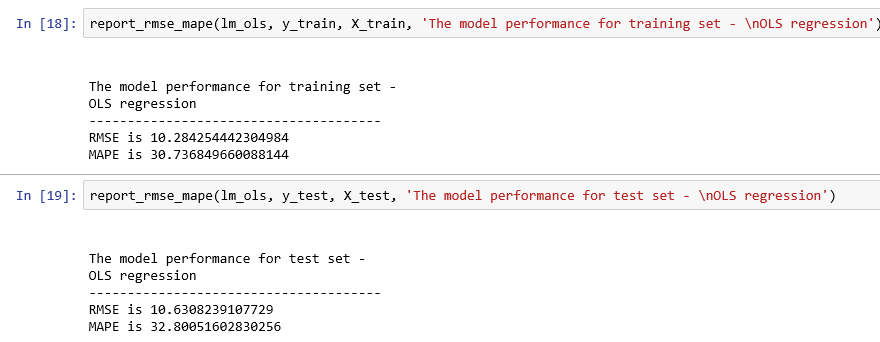 In [18]: report_rmse_mape(lm_ols, y_train, X_train, 'The model performance for training set - \nOLS regression')
The model performance for training set -
OLS regression
--------------------------------------
RMSE is 10.284254442304984
MAPE is 30.736849660088144
In [19]: report_rmse_mape(lm_ols, y_test, X_test, 'The model performance for test set - \nOLS regression')
The model performance for test set -
OLS regression
--------------------------------------
RMSE is 10.6308239107729
MAPE is 32.80051602830256